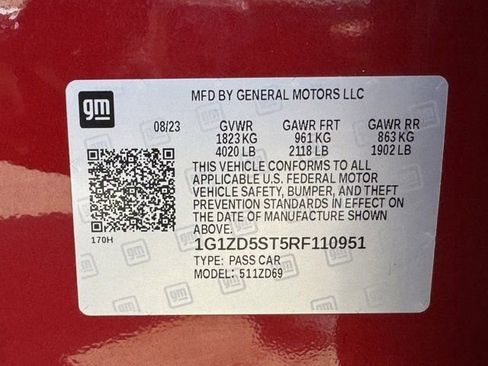 gm
MFD BY GENERAL MOTORS LLC
08/23 GVWR GAWR FRT GAWR RR
1823 KG 961 KG 863 KG
4020 LB 2118 LB 1902 LB
THIS VEHICLE CONFORMS TO ALL
APPLICABLE U.S. FEDERAL MOTOR
VEHICLE SAFETY, BUMPER, AND THEFT
PREVENTION STANDARDS IN EFFECT ON
THE DATE OF MANUFACTURE SHOWN
ABOVE.
170H
1G1ZD5ST5RF110951
TYPE: PASS CAR
MODEL: 511ZD69